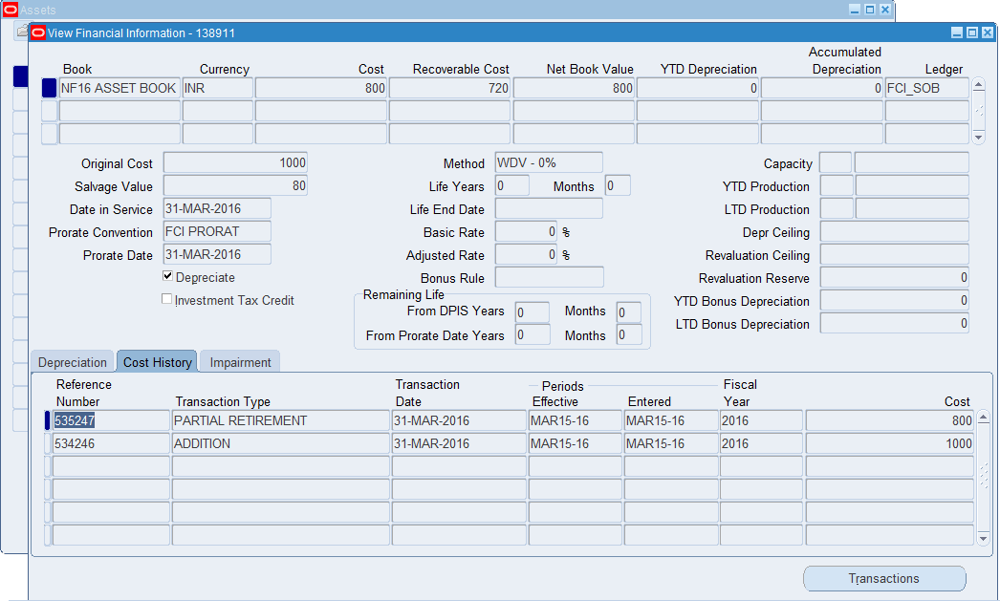 Assets
View Financial Information - 138911
Accumulated
Book Currency Cost Recoverable Cost Net Book Value YTD Depreciation Depreciation Ledger
NF16 ASSET BOOK INR 800 720 800 0 0 FCI_SOB
Original Cost 1000 Method WDV - 0% Capacity
Salvage Value 80 Life Years 0 Months 0 YTD Production
Date in Service 31-MAR-2016 Life End Date LTD Production
Prorate Convention FCI PRORAT Basic Rate 0 % Depr Ceiling
Prorate Date 31-MAR-2016 Adjusted Rate 0 % Revaluation Ceiling
Depreciate Bonus Rule Revaluation Reserve 0
Remaining Life
Investment Tax Credit YTD Bonus Depreciation 0
From DPIS Years 0 Months 0
LTD Bonus Depreciation 0
From Prorate Date Years 0 Months 0
Depreciation Cost History Impairment
Reference Transaction Periods Fiscal
Number Transaction Type Date Effective Entered Year Cost
535247 PARTIAL RETIREMENT 31-MAR-2016 MAR15-16 MAR15-16 2016 800
534246 ADDITION 31-MAR-2016 MAR15-16 MAR15-16 2016 1000
Transactions